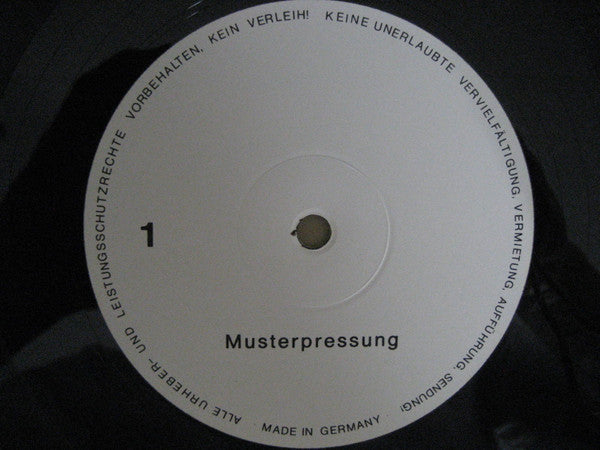 ALLE URHEBER- UND LEISTUNGSSCHUTZRECHTE VORBEHALTEN, KEIN VERLEIH! KEINE UNERLAUBTE VERVIELFÄLTIGUNG, VERMIETUNG, AUFFÜHRUNG, SENDUNG!
1
Musterpressung
· MADE IN GERMANY ·